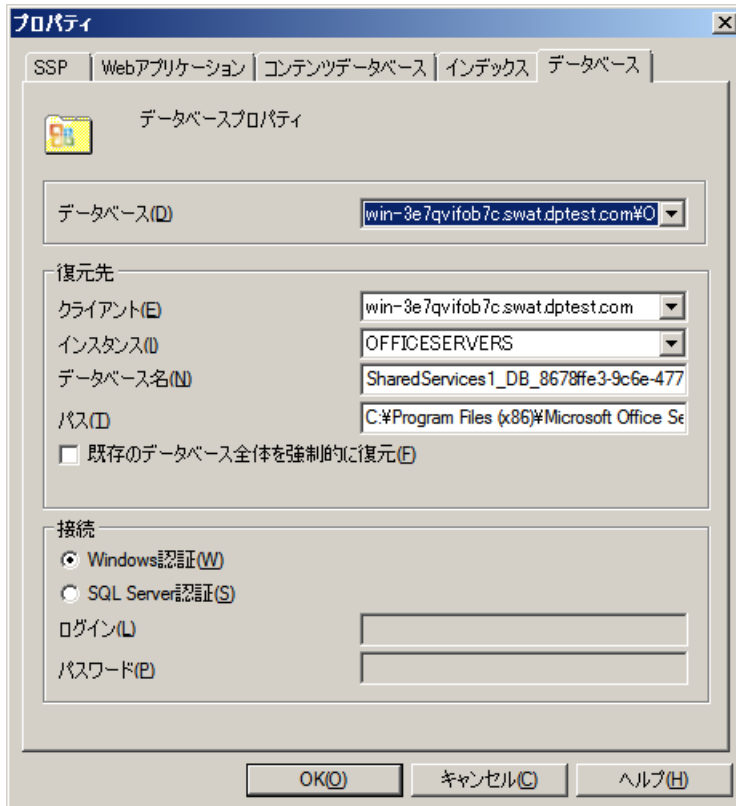 プロパティ
SSP Webアプリケーション コンテンツデータベース インデックス データベース
データベースプロパティ
データベース(D) win-3e7qvifob7c.swat.dptest.com¥O
復元先
クライアント(E) win-3e7qvifob7c.swat.dptest.com
インスタンス(I) OFFICESERVERS
データベース名(N) SharedServices1_DB_8678ffe3-9c6e-477
パス(T) C:¥Program Files (x86)¥Microsoft Office Se
既存のデータベース全体を強制的に復元(F)
接続
Windows認証(W)
SQL Server認証(S)
ログイン(L)
パスワード(P)
OK(O) キャンセル(C) ヘルプ(H)